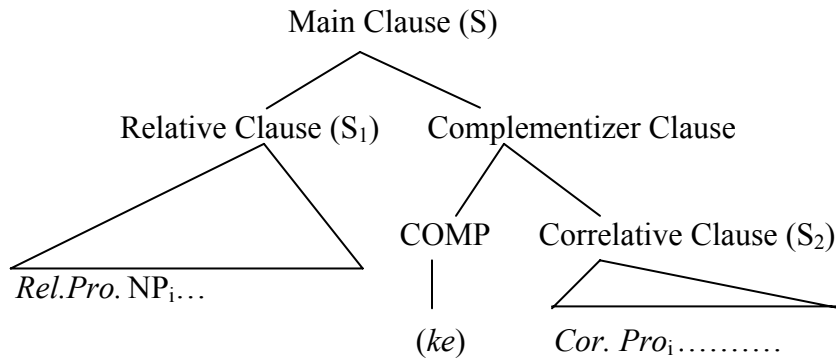 Main Clause (S)
Relative Clause (S₁) Complementizer Clause
COMP Correlative Clause (S₂)
Rel.Pro. NPᵢ…
(ke) Cor. Proᵢ……….